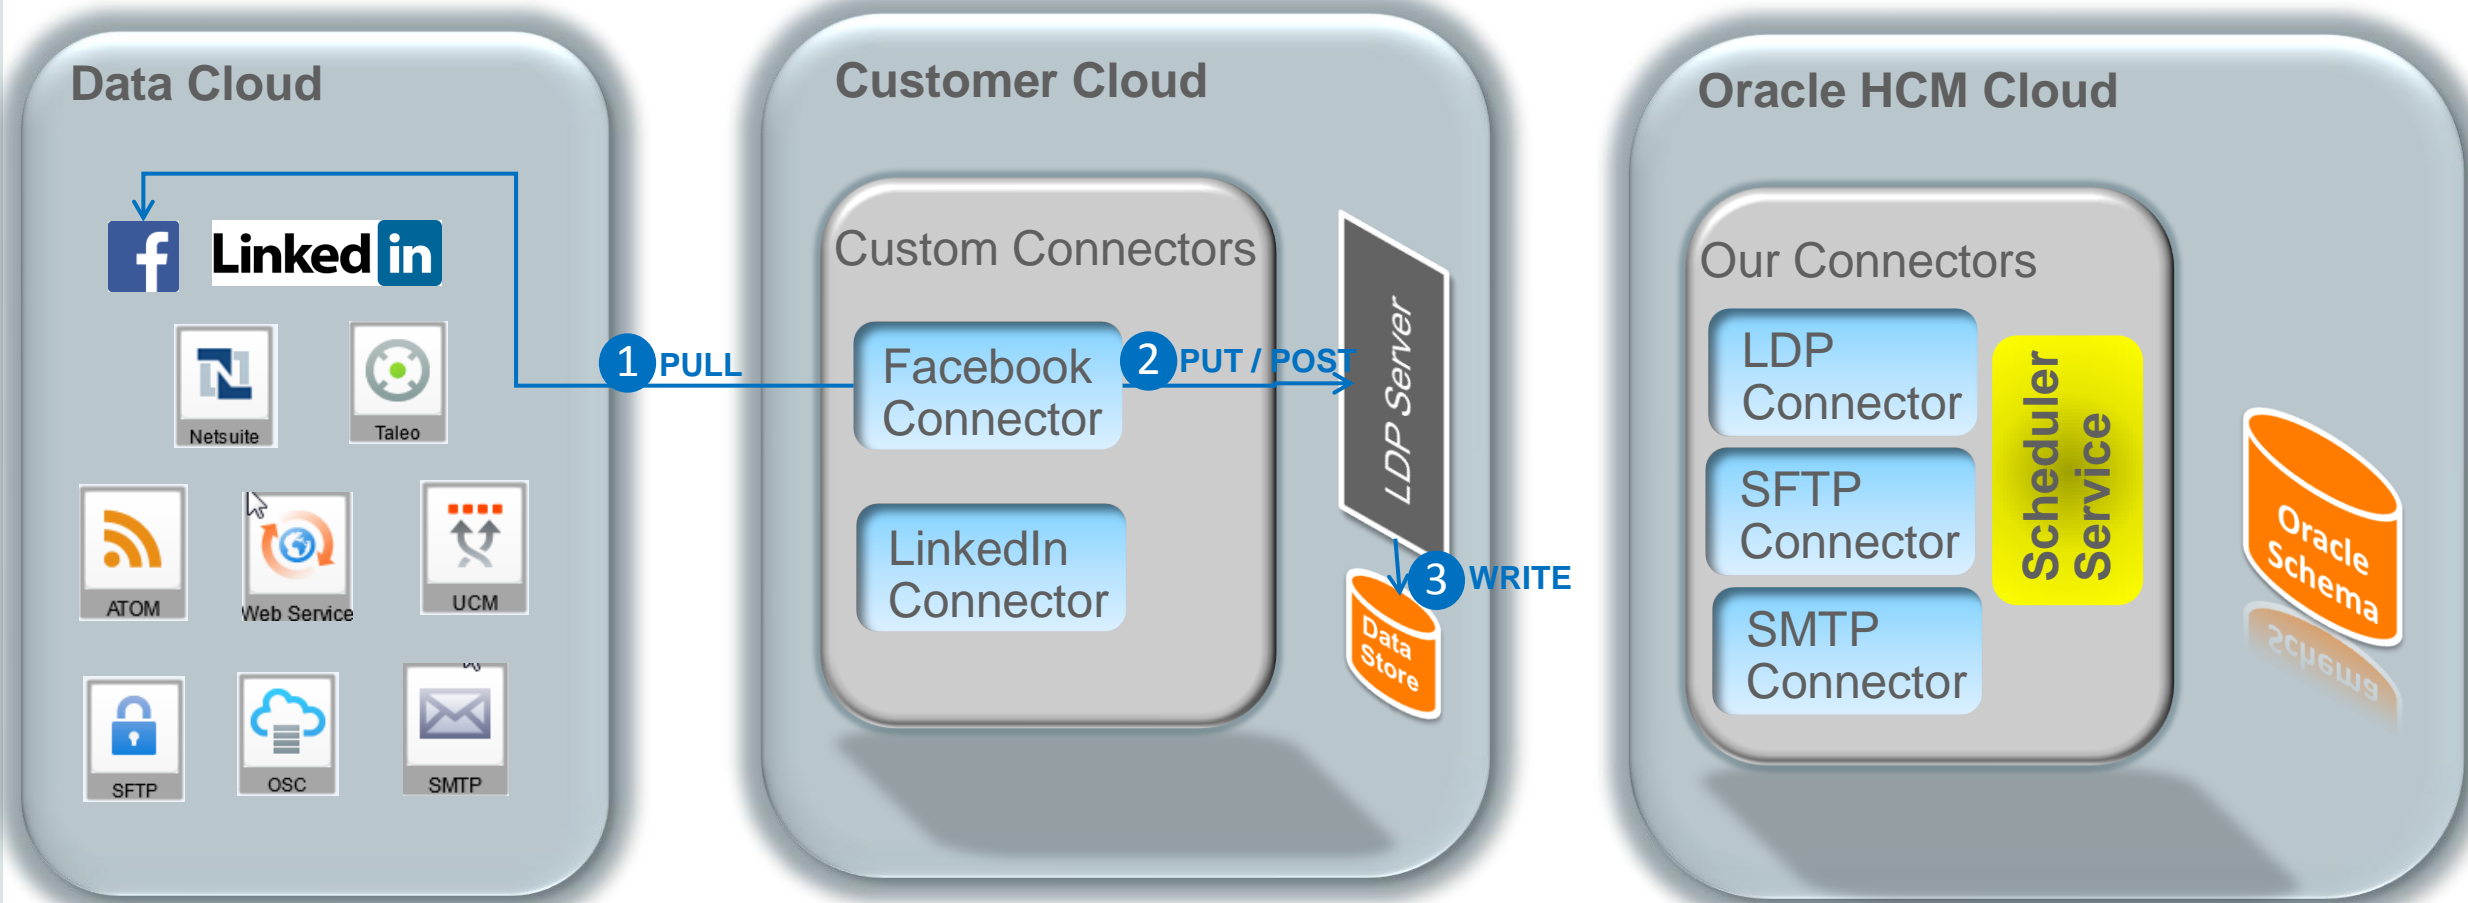 Data Cloud
f
Linked in
Netsuite
Taleo
ATOM
Web Service
UCM
SFTP
OSC
SMTP
1 PULL
Customer Cloud
Custom Connectors
Facebook
Connector
2 PUT / POST
LinkedIn
Connector
LDP Server
3 WRITE
Data
Store
Oracle HCM Cloud
Our Connectors
LDP
Connector
SFTP
Connector
SMTP
Connector
Scheduler
Service
Oracle
Schema